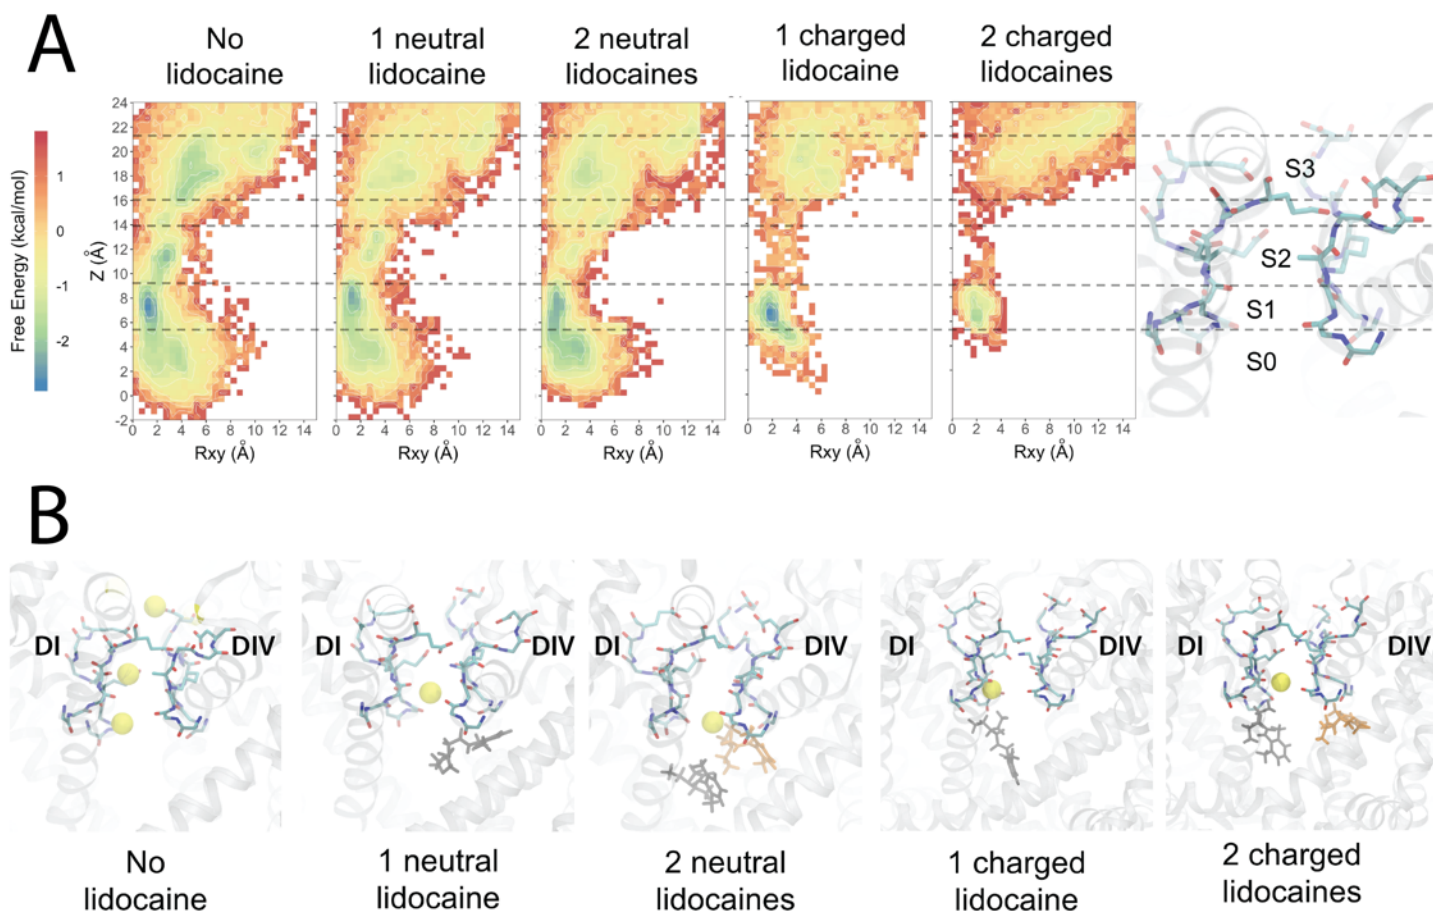 A
No
lidocaine
1 neutral
lidocaine
2 neutral
lidocaines
1 charged
lidocaine
2 charged
lidocaines
Free Energy (kcal/mol)
1
0
-1
-2
Z (Å)
24
22
20
18
16
14
12
10
8
6
4
2
0
-2
0 2 4 6 8 10 12 14
0 2 4 6 8 10 12 14
0 2 4 6 8 10 12 14
0 2 4 6 8 10 12 14
0 2 4 6 8 10 12 14
Rxy (Å)
Rxy (Å)
Rxy (Å)
Rxy (Å)
Rxy (Å)
S3
S2
S1
S0
B
DI DIV
DI DIV
DI DIV
DI DIV
DI DIV
No
lidocaine
1 neutral
lidocaine
2 neutral
lidocaines
1 charged
lidocaine
2 charged
lidocaines